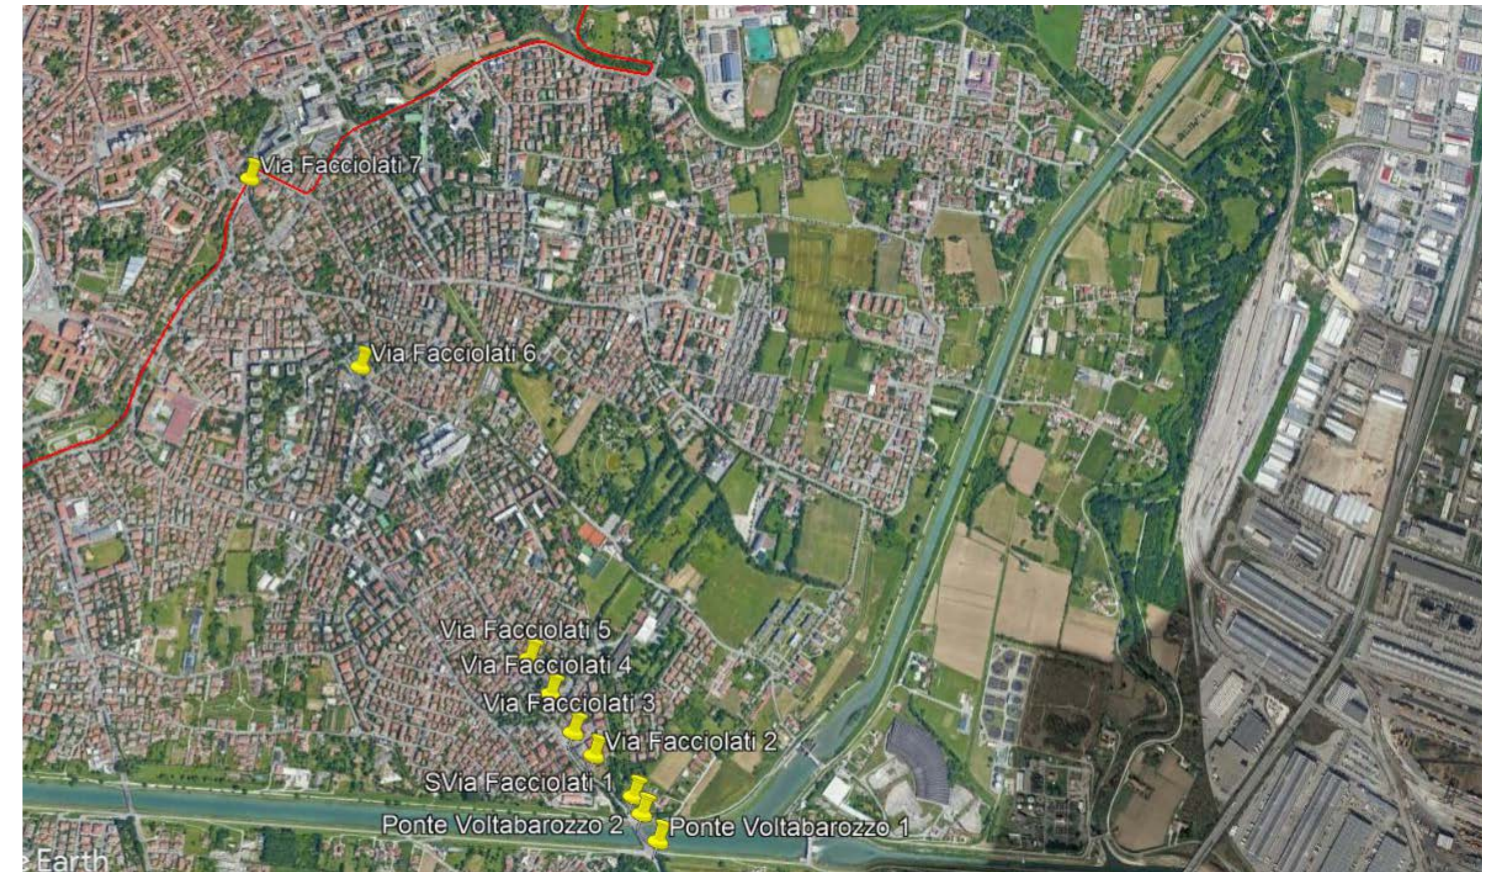 Via Facciolati 7
Via Facciolati 6
Via Facciolati 5
Via Facciolati 4
Via Facciolati 3
Via Facciolati 2
SVia Facciolati 1
Ponte Voltabarozzo 2
Ponte Voltabarozzo 1
e Earth